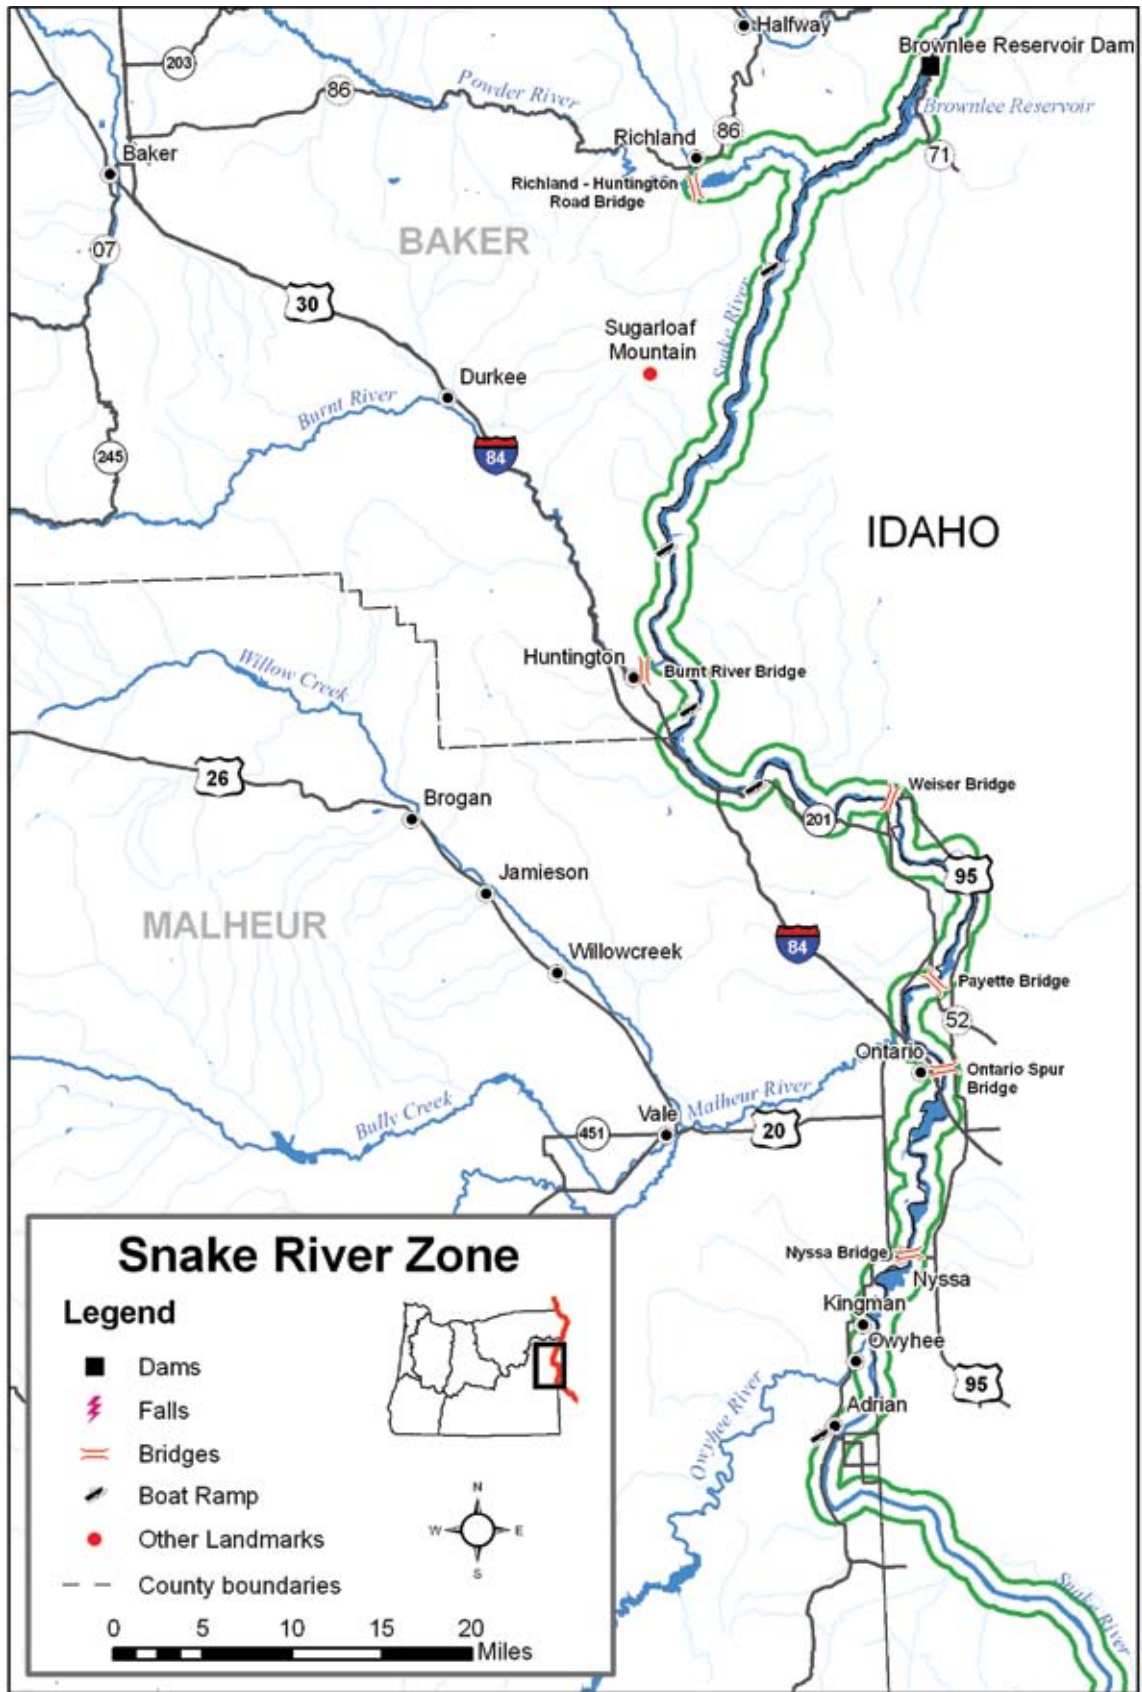 Halfway
Brownlee Reservoir Dam
203
86
Powder River
Brownlee Reservoir
Richland
86
71
Baker
Richland - Huntington
Road Bridge
07
BAKER
30
Snake River
Sugarloaf
Mountain
Durkee
Burnt River
84
245
IDAHO
Huntington
Burnt River Bridge
Willow Creek
26
Brogan
Weiser Bridge
201
95
Jamieson
MALHEUR
84
Willowcreek
Payette Bridge
52
Ontario
Ontario Spur
Bridge
Malheur River
Vale
Bully Creek
451
20
Nyssa Bridge
Nyssa
Kingman
Owyhee
95
Owyhee River
Adrian
Snake River
Snake River Zone
Legend
Dams
Falls
Bridges
Boat Ramp
Other Landmarks
County boundaries
N
W E
S
0 5 10 15 20
Miles